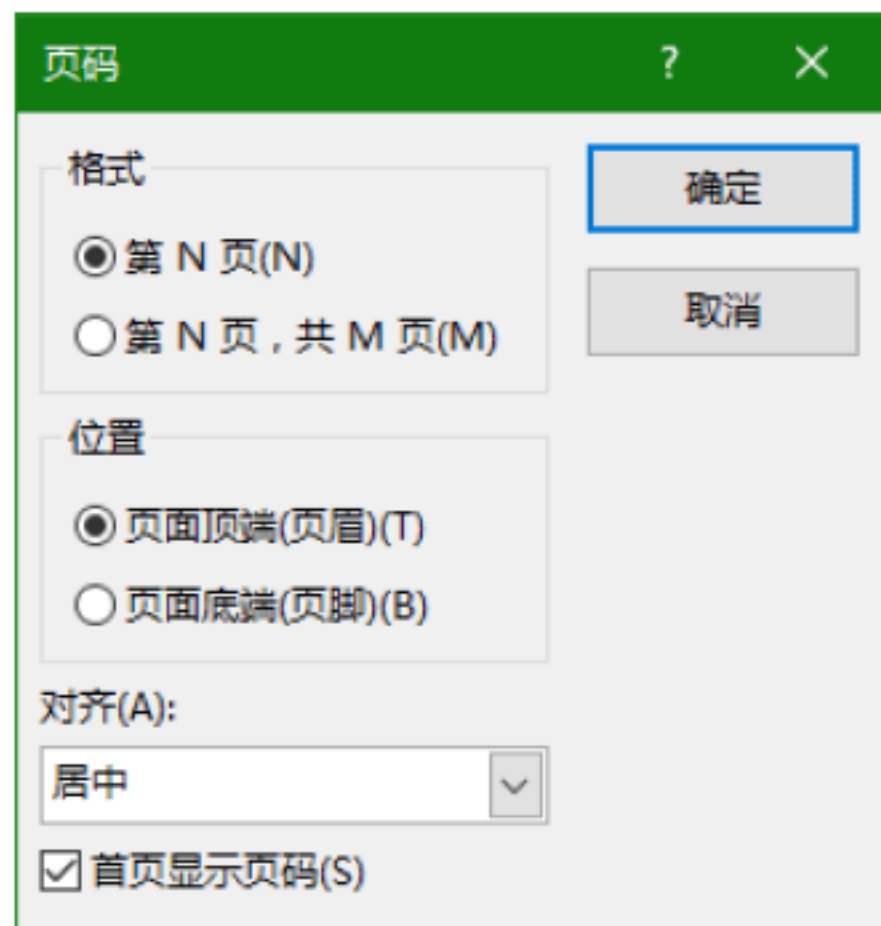 页码
格式
第 N 页(N)
第 N 页 , 共 M 页(M)
确定
取消
位置
页面顶端(页眉)(T)
页面底端(页脚)(B)
对齐(A):
居中
首页显示页码(S)